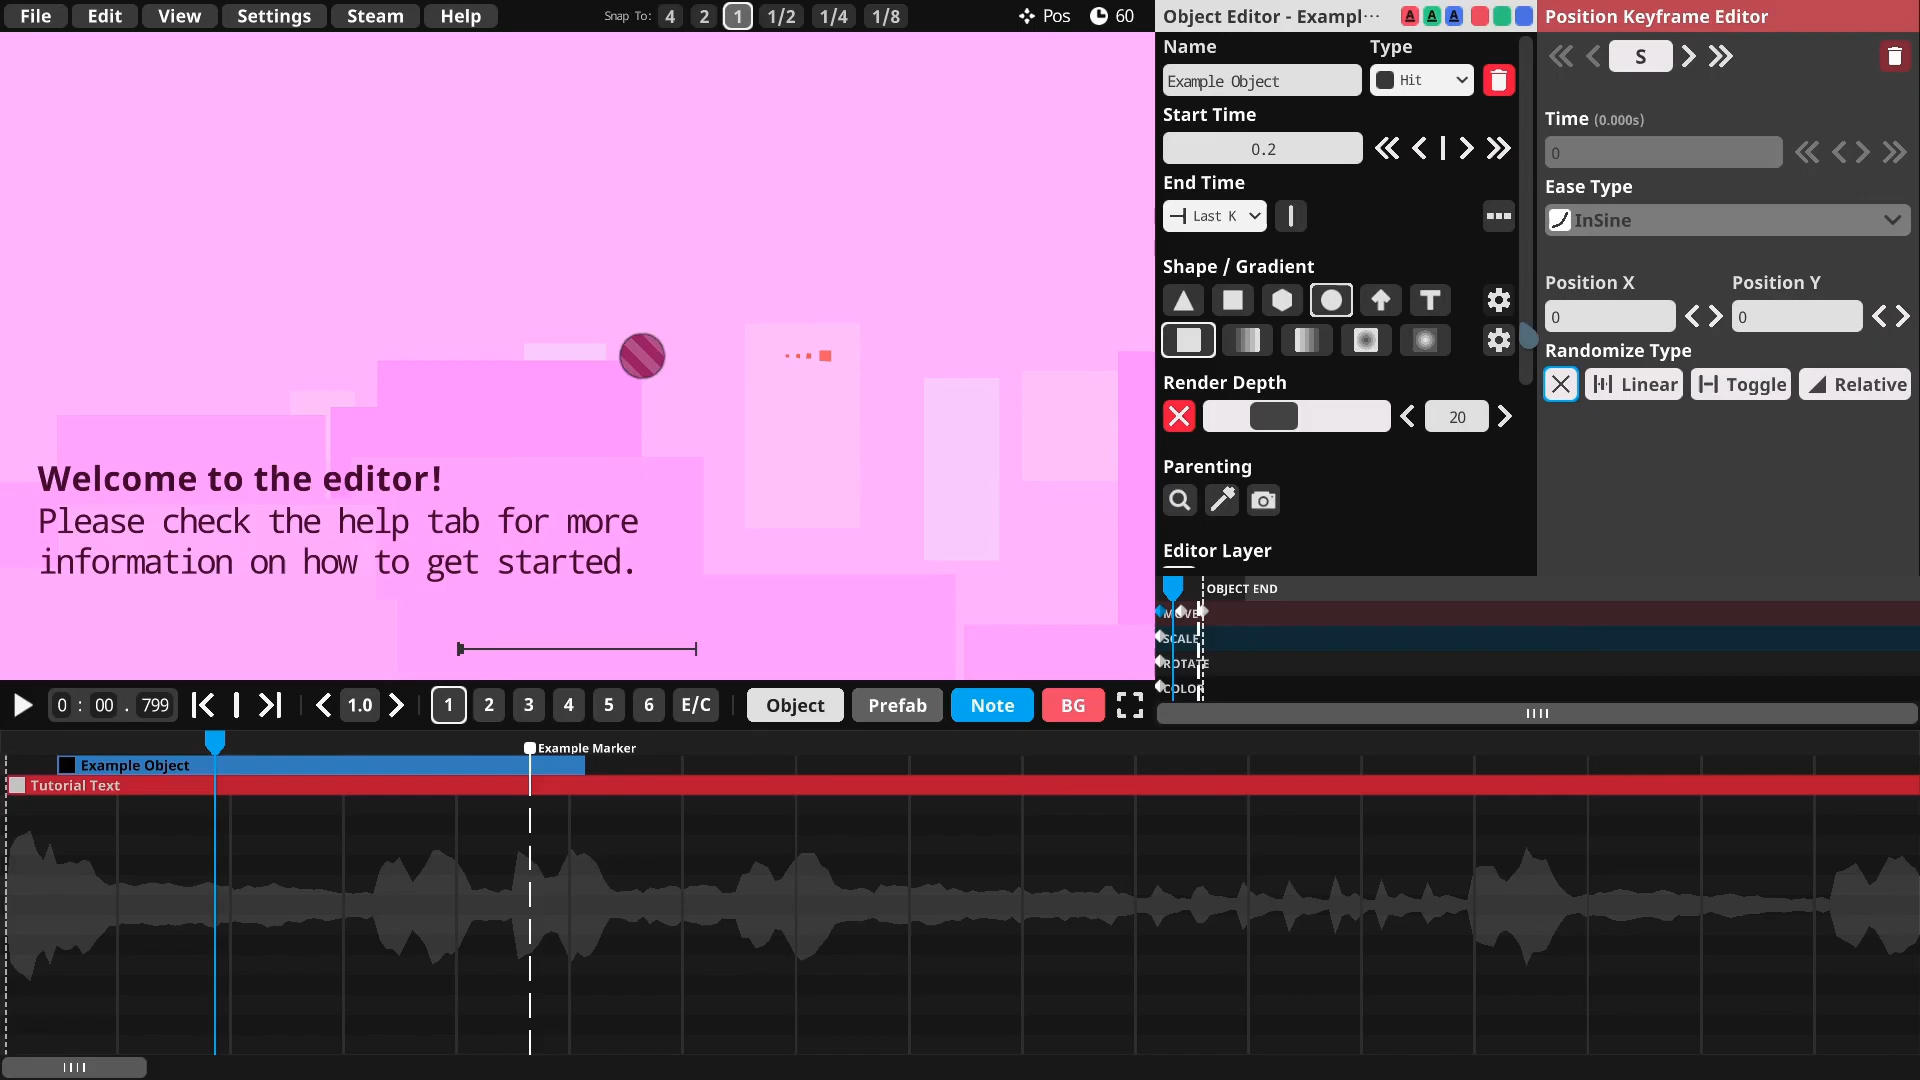 File Edit View Settings Steam Help Snap To: 4 2 1 1/2 1/4 1/8 Pos 60
Object Editor - Exampl··· A A A
Position Keyframe Editor
Name Type
Example Object Hit
S
Start Time
0.2
Time (0.000s)
0
End Time
Last K
Ease Type
InSine
Shape / Gradient
T
Position X Position Y
0 0
Randomize Type
Linear Toggle Relative
Render Depth
20
Parenting
Editor Layer
Welcome to the editor!
Please check the help tab for more
information on how to get started.
OBJECT END
MOVE
SCALE
ROTATE
COLOR
0 : 00 . 799 1.0 1 2 3 4 5 6 E/C Object Prefab Note BG
Example Marker
Example Object
Tutorial Text